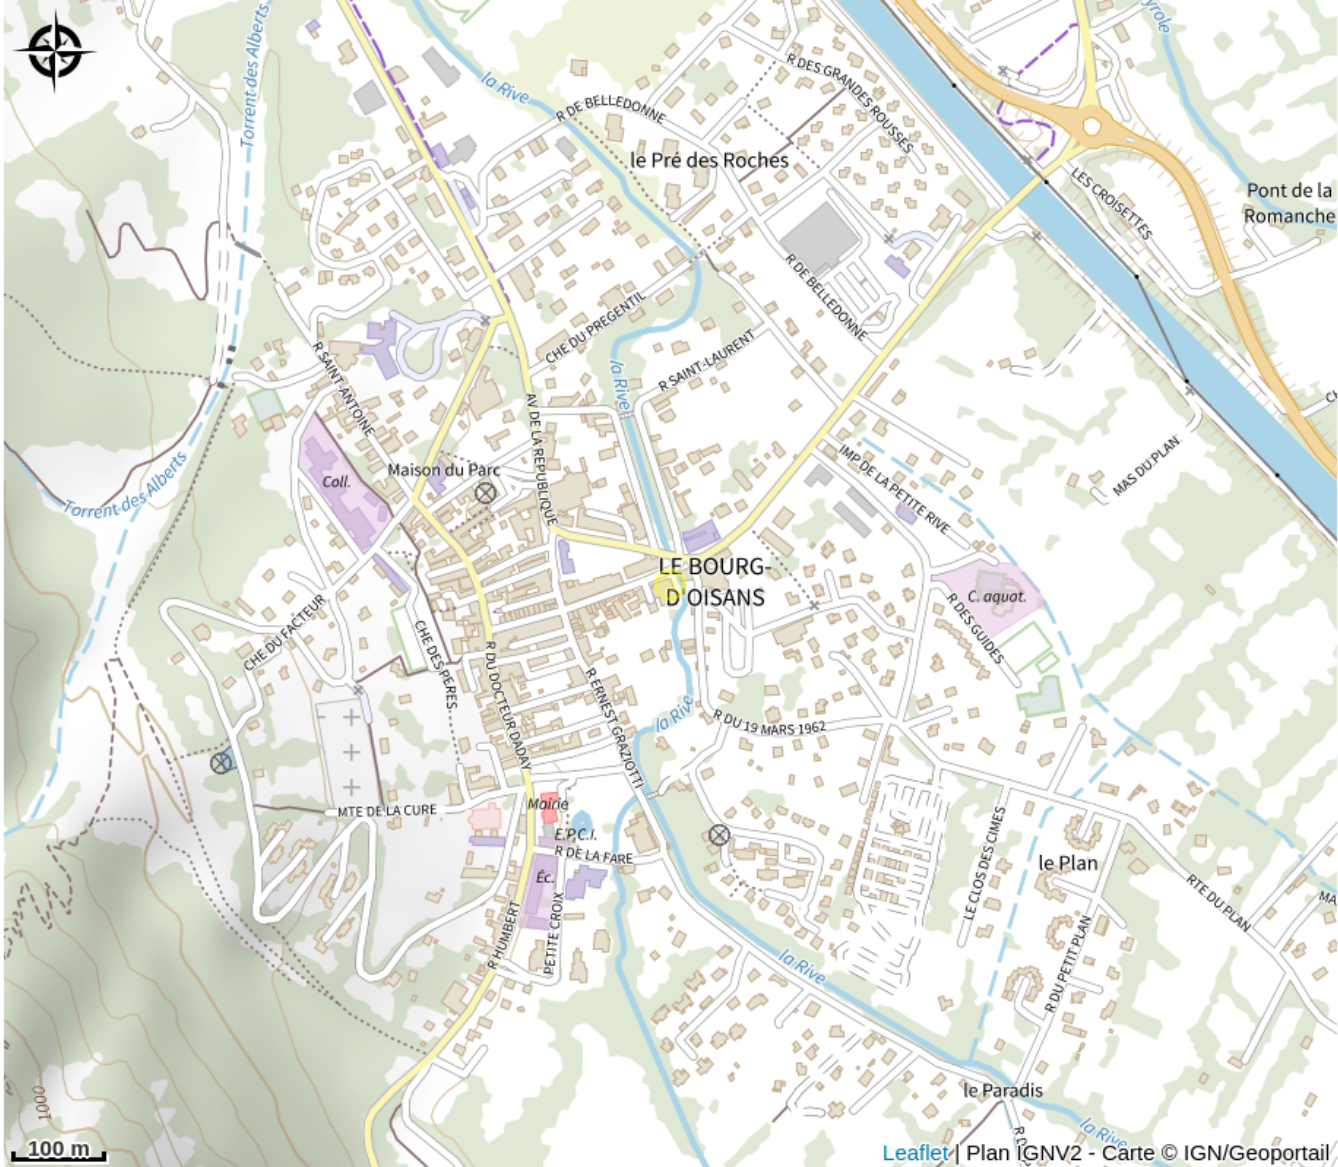 Torrent des Alberts
la Rive
R DE BELLEDONNE
R DES GRANDES ROUSSES
le Pré des Roches
LES CROISETTES
Pont de la
Romanche
R DE BELLEDONNE
CHE DU PREGENTIL
R SAINT-LAURENT
R SAINT-ANTOINE
la Rive
AV DE LA REPUBLIQUE
Maison du Parc
Coll.
Torrent des Alberts
IMP DE LA PETITE RIVE
MAS DU PLAN
LE BOURG-
D'OISANS
C. aquat.
R DES GUIDES
CHE DU FACTEUR
CHE DES PERES
R DU DOCTEUR DADAY
R ERNEST GRAZIOTTI
la Rive
R DU 19 MARS 1962
MTE DE LA CURE
Mairie
E.P.C.I.
R DE LA FARE
Éc.
PETITE CROIX
R HUMBERT
LE CLOS DES CIMES
le Plan
RTE DU PLAN
MA
R DU PETIT PLAN
la Rive
le Paradis
la Rive
1000
100 m
Leaflet | Plan IGNV2 - Carte © IGN/Geoportail